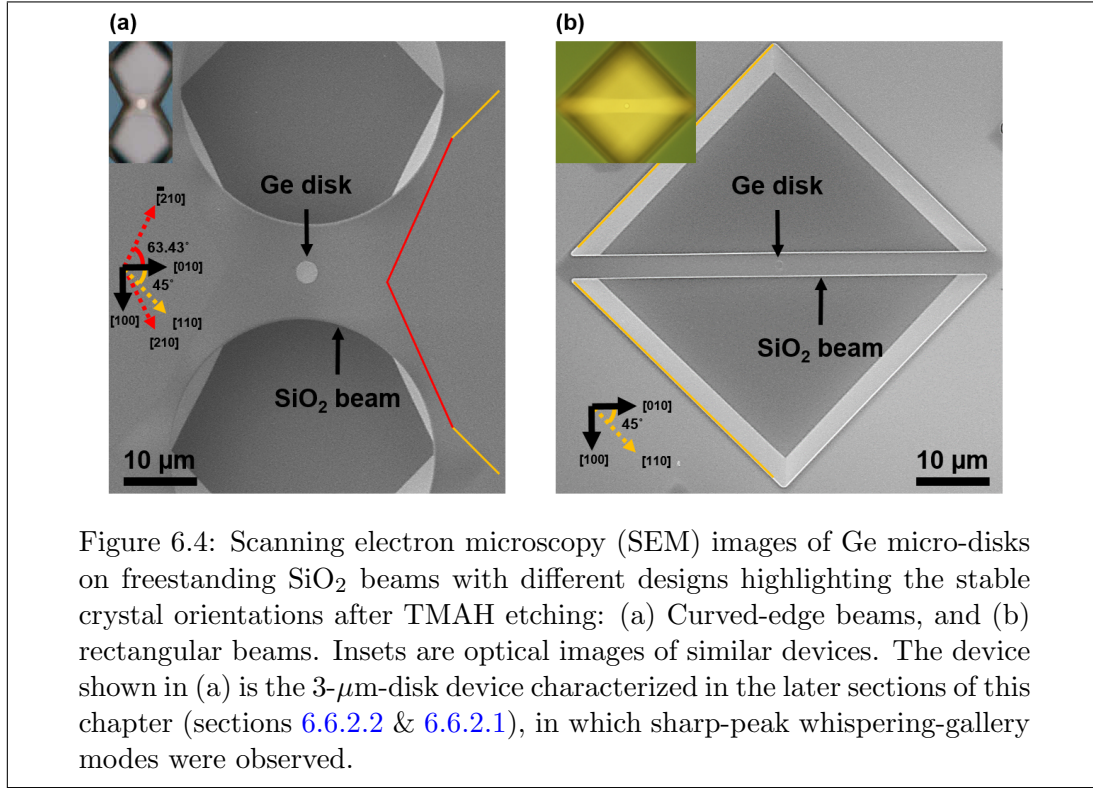 (a)
(b)
Ge disk
[2̄10]
63.43°
[010]
45°
[100]
[110]
[210]
SiO₂ beam
10 µm
Ge disk
SiO₂ beam
[010]
45°
[100]
[110]
10 µm
Figure 6.4: Scanning electron microscopy (SEM) images of Ge micro-disks
on freestanding SiO₂ beams with different designs highlighting the stable
crystal orientations after TMAH etching: (a) Curved-edge beams, and (b)
rectangular beams. Insets are optical images of similar devices. The device
shown in (a) is the 3-µm-disk device characterized in the later sections of this
chapter (sections 6.6.2.2 & 6.6.2.1), in which sharp-peak whispering-gallery
modes were observed.